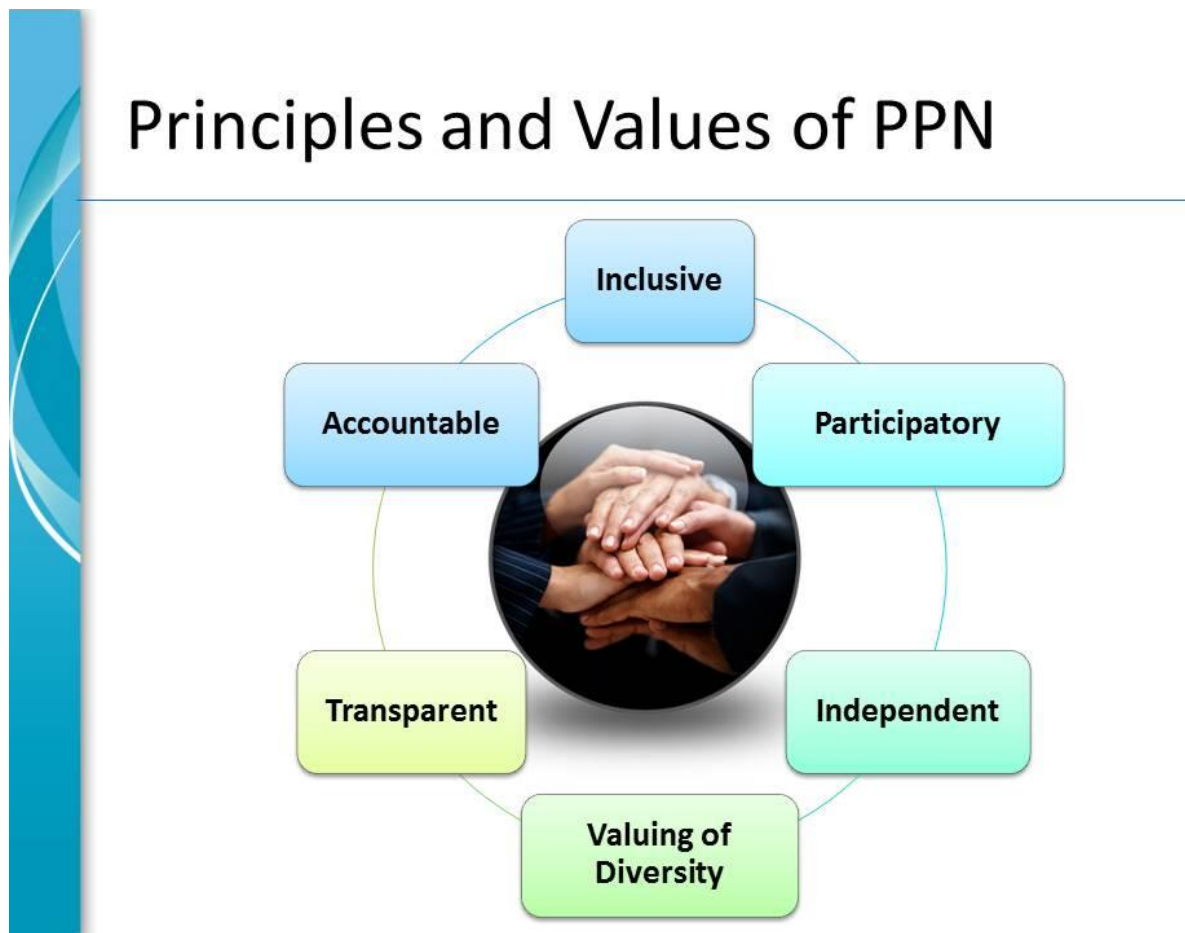 Principles and Values of PPN
Inclusive
Participatory
Independent
Valuing of
Diversity
Transparent
Accountable